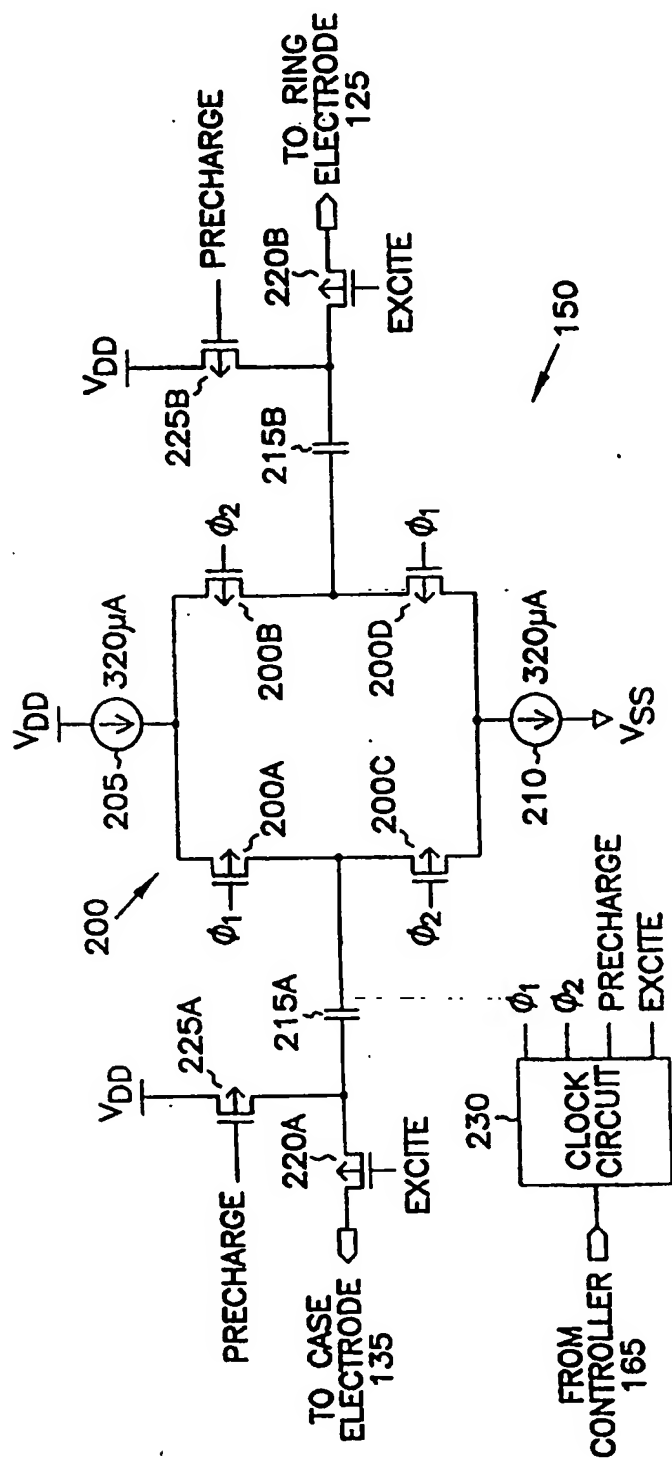 VDD
205
320µA
200
ϕ1
200A
ϕ2
200B
ϕ2
200C
ϕ1
200D
210
320µA
VSS
VDD
225A
PRECHARGE
215A
220A
EXCITE
TO CASE
ELECTRODE
135
VDD
225B
PRECHARGE
215B
220B
EXCITE
TO RING
ELECTRODE
125
150
230
CLOCK
CIRCUIT
ϕ1
ϕ2
PRECHARGE
EXCITE
FROM
CONTROLLER
165